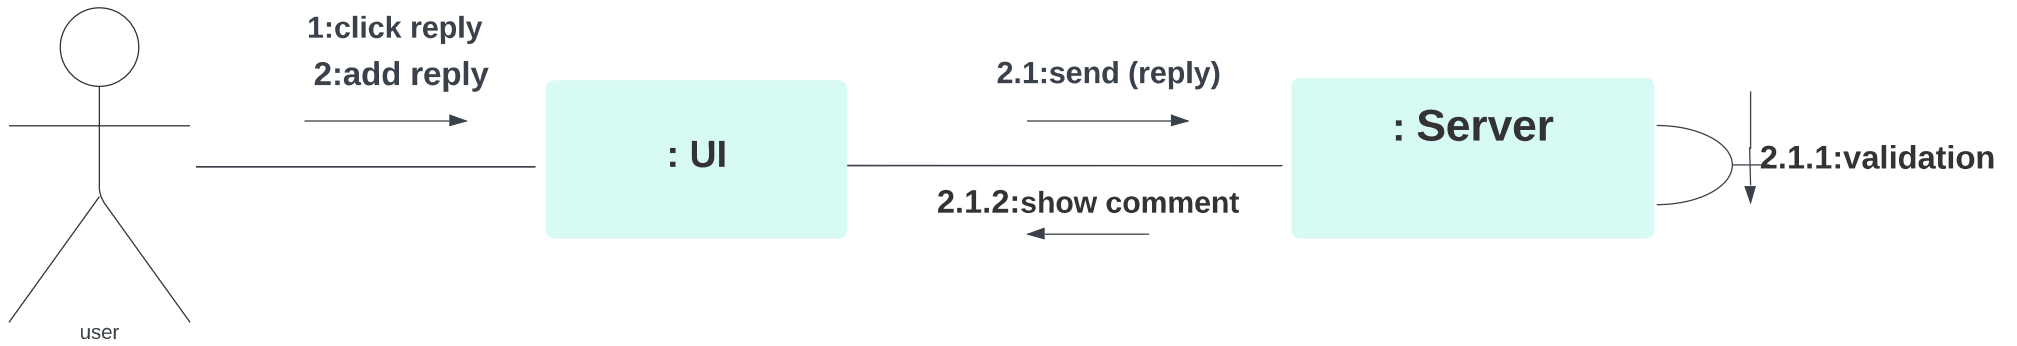 1:click reply
2:add reply
: UI
2.1:send (reply)
2.1.2:show comment
: Server
2.1.1:validation
user